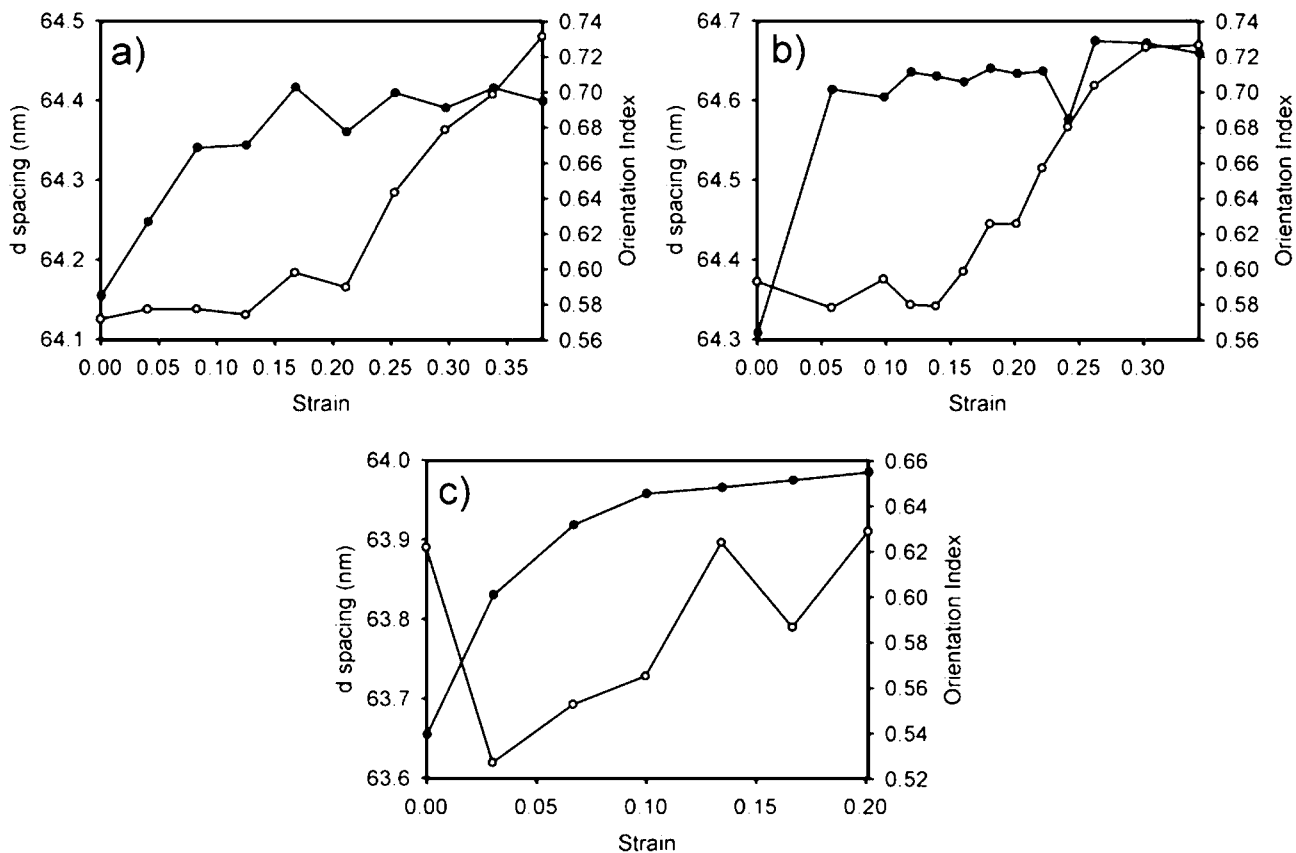 a)
64.5
64.4
64.3
64.2
64.1
d spacing (nm)
0.74
0.72
0.70
0.68
0.66
0.64
0.62
0.60
0.58
0.56
Orientation Index
0.00 0.05 0.10 0.15 0.20 0.25 0.30 0.35
Strain
b)
64.7
64.6
64.5
64.4
64.3
d spacing (nm)
0.74
0.72
0.70
0.68
0.66
0.64
0.62
0.60
0.58
0.56
Orientation Index
0.00 0.05 0.10 0.15 0.20 0.25 0.30
Strain
c)
64.0
63.9
63.8
63.7
63.6
d spacing (nm)
0.66
0.64
0.62
0.60
0.58
0.56
0.54
0.52
Orientation Index
0.00 0.05 0.10 0.15 0.20
Strain